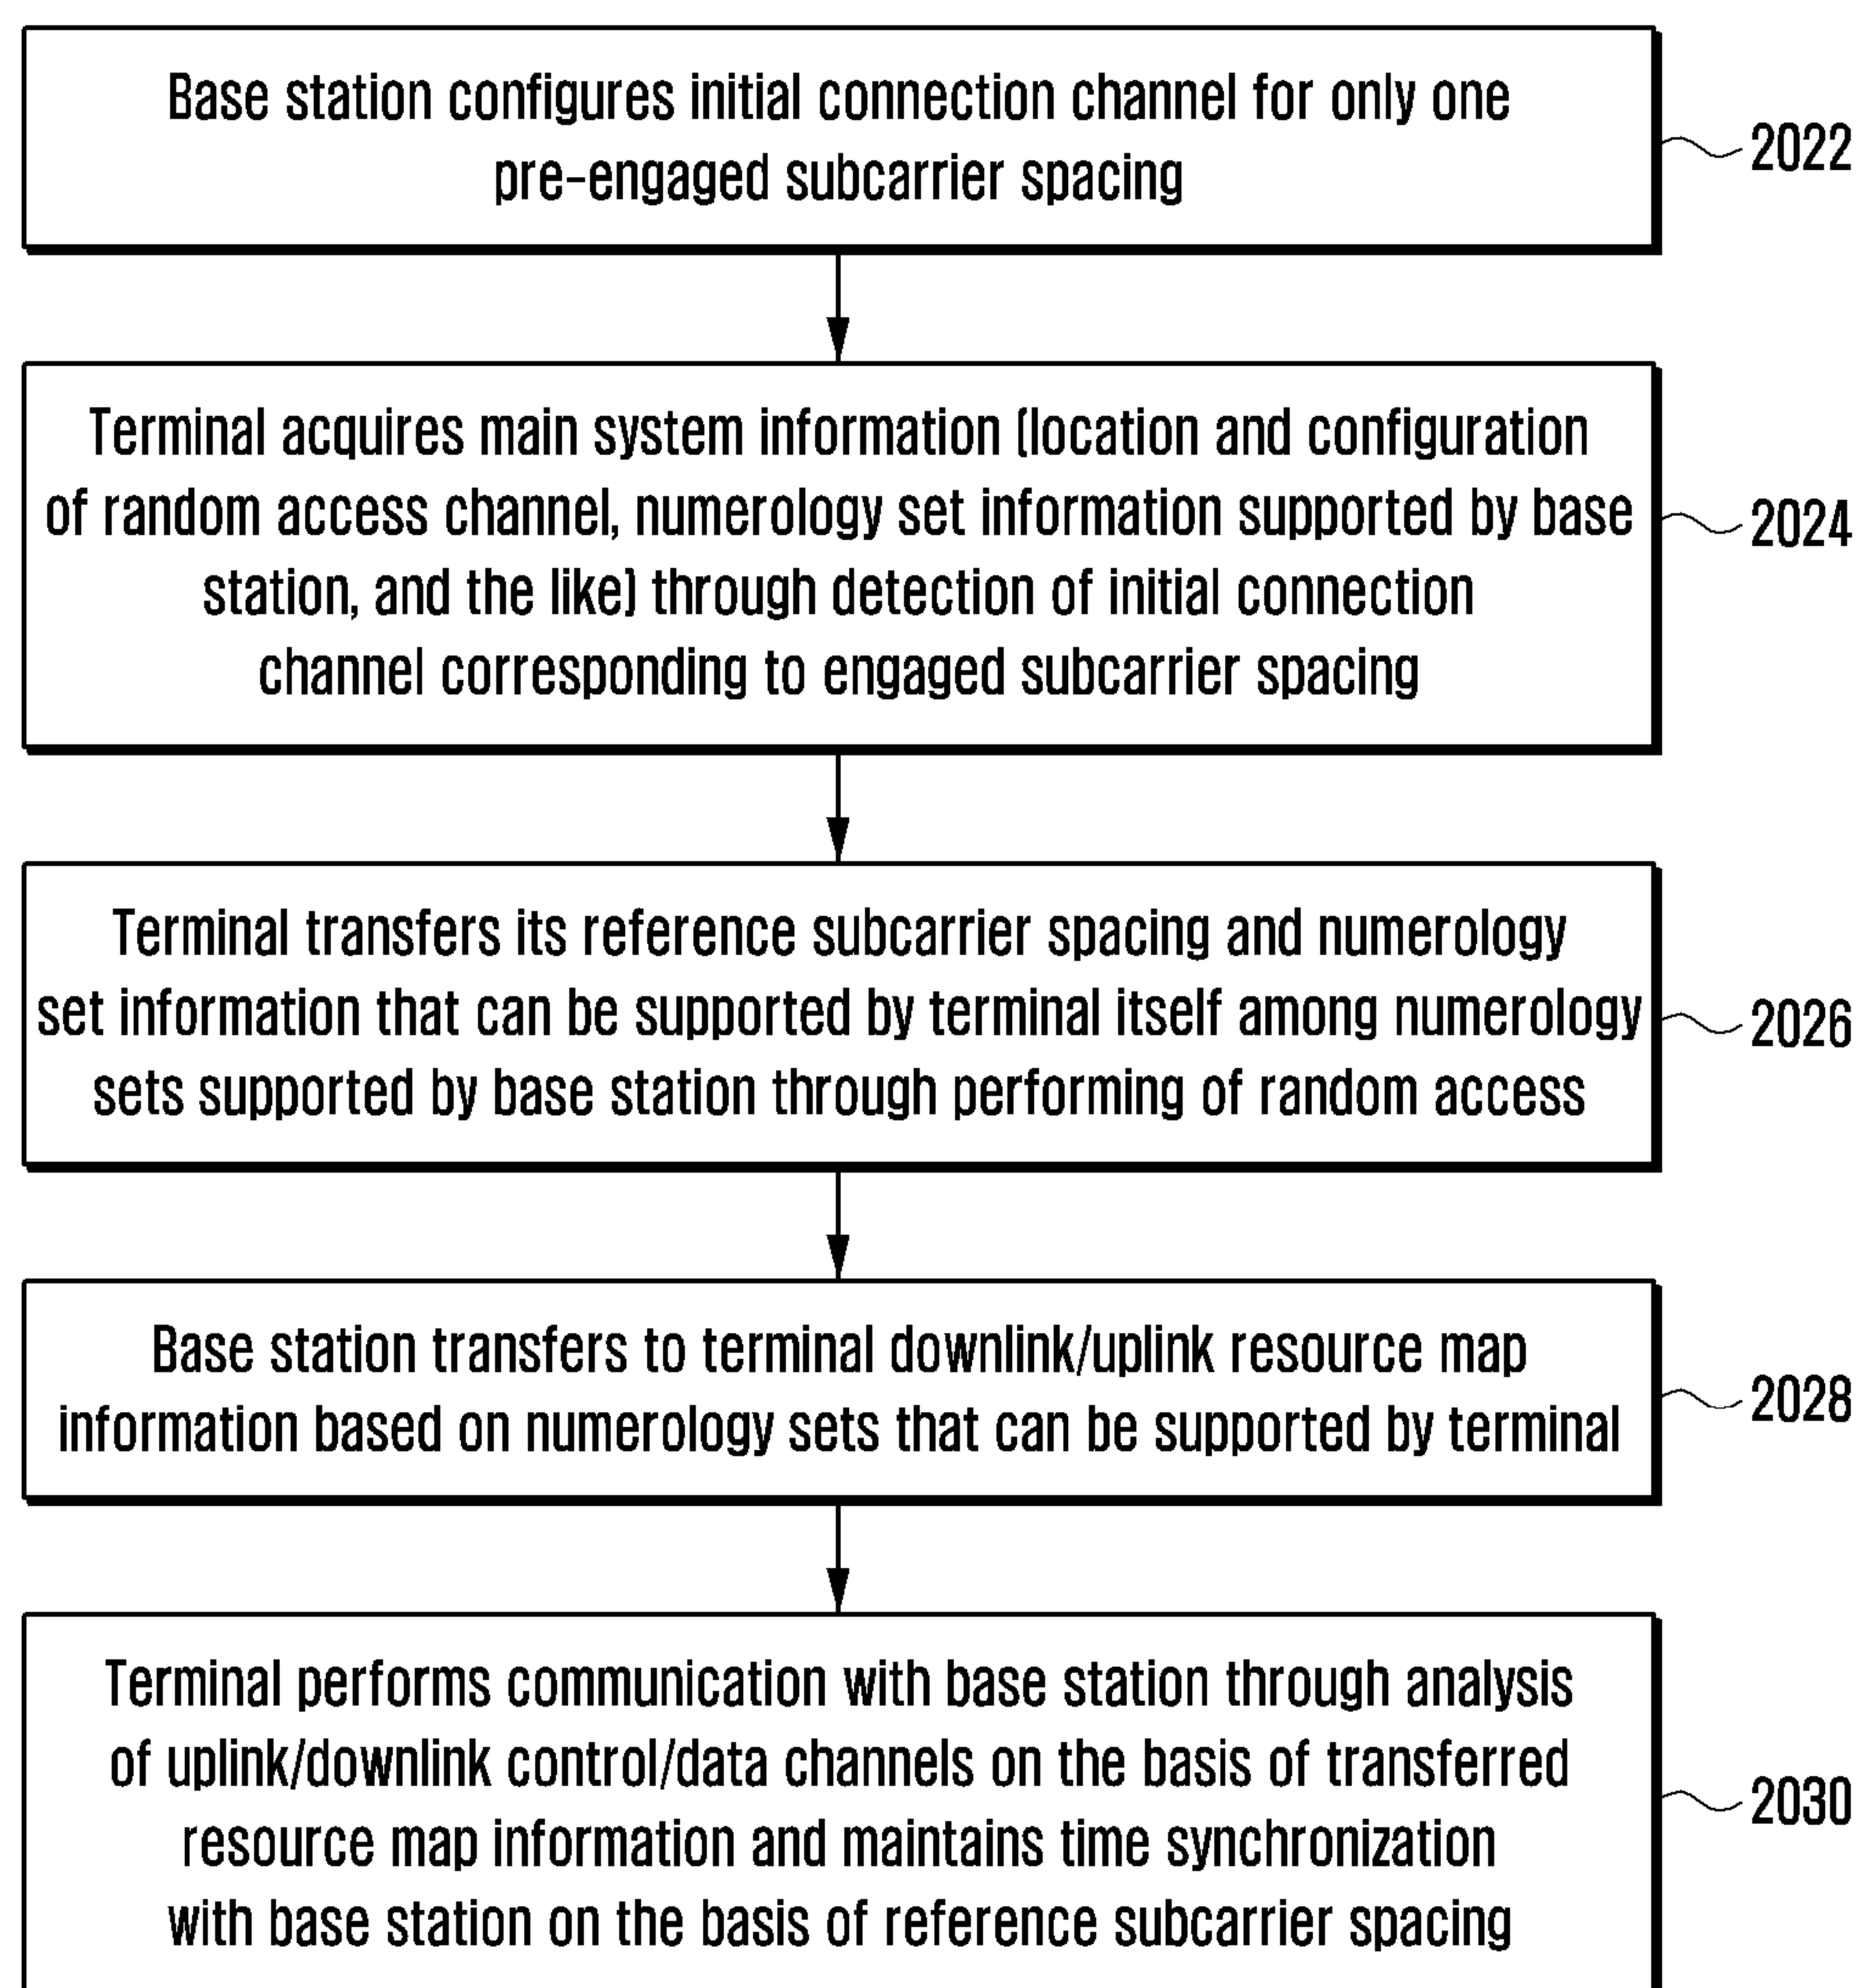 Base station configures initial connection channel for only one
pre-engaged subcarrier spacing
2022
Terminal acquires main system information (location and configuration
of random access channel, numerology set information supported by base
station, and the like) through detection of initial connection
channel corresponding to engaged subcarrier spacing
2024
Terminal transfers its reference subcarrier spacing and numerology
set information that can be supported by terminal itself among numerology
sets supported by base station through performing of random access
2026
Base station transfers to terminal downlink/uplink resource map
information based on numerology sets that can be supported by terminal
2028
Terminal performs communication with base station through analysis
of uplink/downlink control/data channels on the basis of transferred
resource map information and maintains time synchronization
with base station on the basis of reference subcarrier spacing
2030